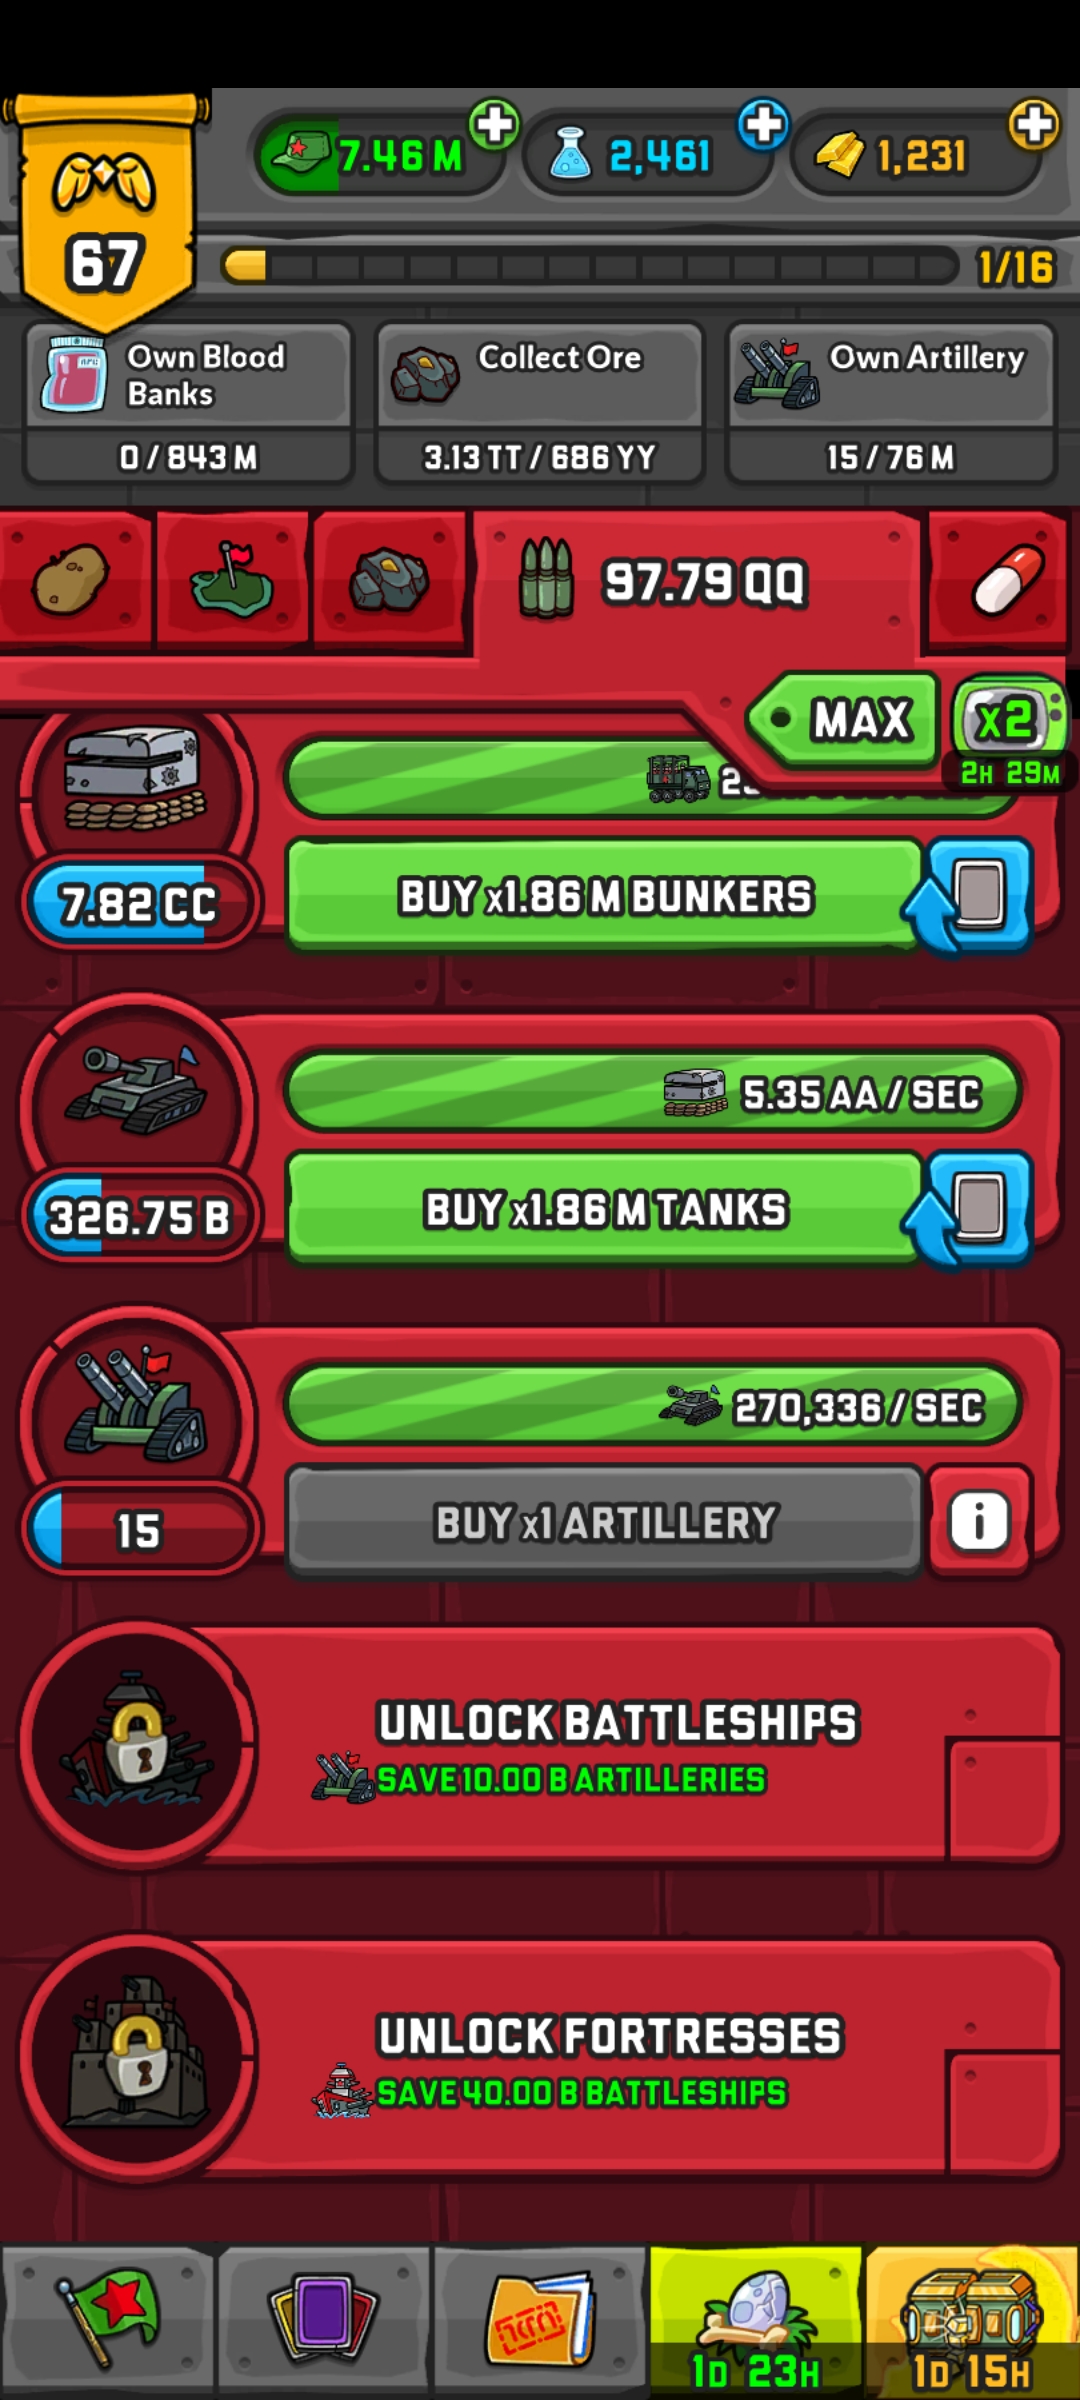 67
7.46 M
2,461
1,231
1/16
Own Blood
Banks
0 / 843 M
Collect Ore
3.13 TT / 686 YY
Own Artillery
15 / 76 M
97.79 QQ
MAX
x2
2H 29M
7.82 CC
BUY x1.86 M BUNKERS
5.35 AA / SEC
326.75 B
BUY x1.86 M TANKS
270,336 / SEC
15
BUY x1 ARTILLERY
i
UNLOCK BATTLESHIPS
SAVE 10.00 B ARTILLERIES
UNLOCK FORTRESSES
SAVE 40.00 B BATTLESHIPS
1D 23H
1D 15H